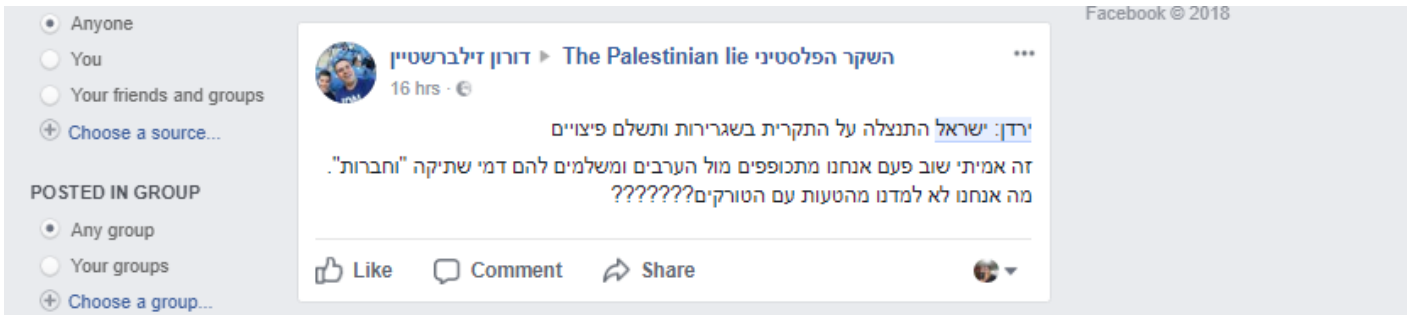 Facebook © 2018
Anyone
You
Your friends and groups
Choose a source...
POSTED IN GROUP
Any group
Your groups
Choose a group...
דורון זילברשטיין ▸ The Palestinian lie השקר הפלסטיני
16 hrs ·
ירדן: ישראל התנצלה על התקרית בשגרירות ותשלם פיצויים
זה אמיתי שוב פעם אנחנו מתכופפים מול הערבים ומשלמים להם דמי שתיקה "וחברות".
מה אנחנו לא למדנו מהטעות עם הטורקים???????
Like Comment Share